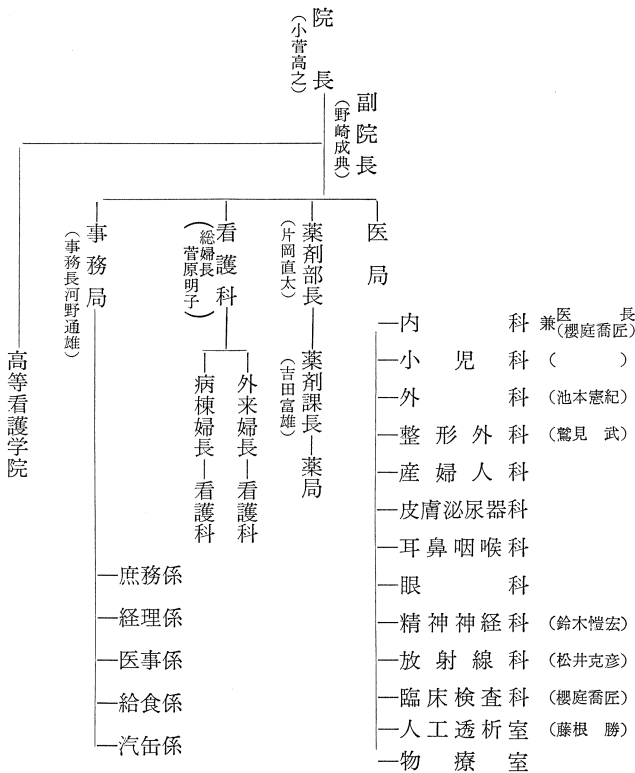 院長
（小菅高之）
副院長
（野崎成典）
医局
内科 兼医長（櫻庭喬匠）
小児科（　　）
外科（池本憲紀）
整形外科（鷲見　武）
産婦人科
皮膚泌尿器科
耳鼻咽喉科
眼科
精神神経科（鈴木愷宏）
放射線科（松井克彦）
臨床検査科（櫻庭喬匠）
人工透析室（藤根　勝）
物療室
薬剤部長
（片岡直太）
薬剤課長
（吉田富雄）
薬局
看護科
（総婦長
菅原明子）
外来婦長
看護科
病棟婦長
看護科
事務局
（事務長河野通雄）
庶務係
経理係
医事係
給食係
汽缶係
高等看護学院